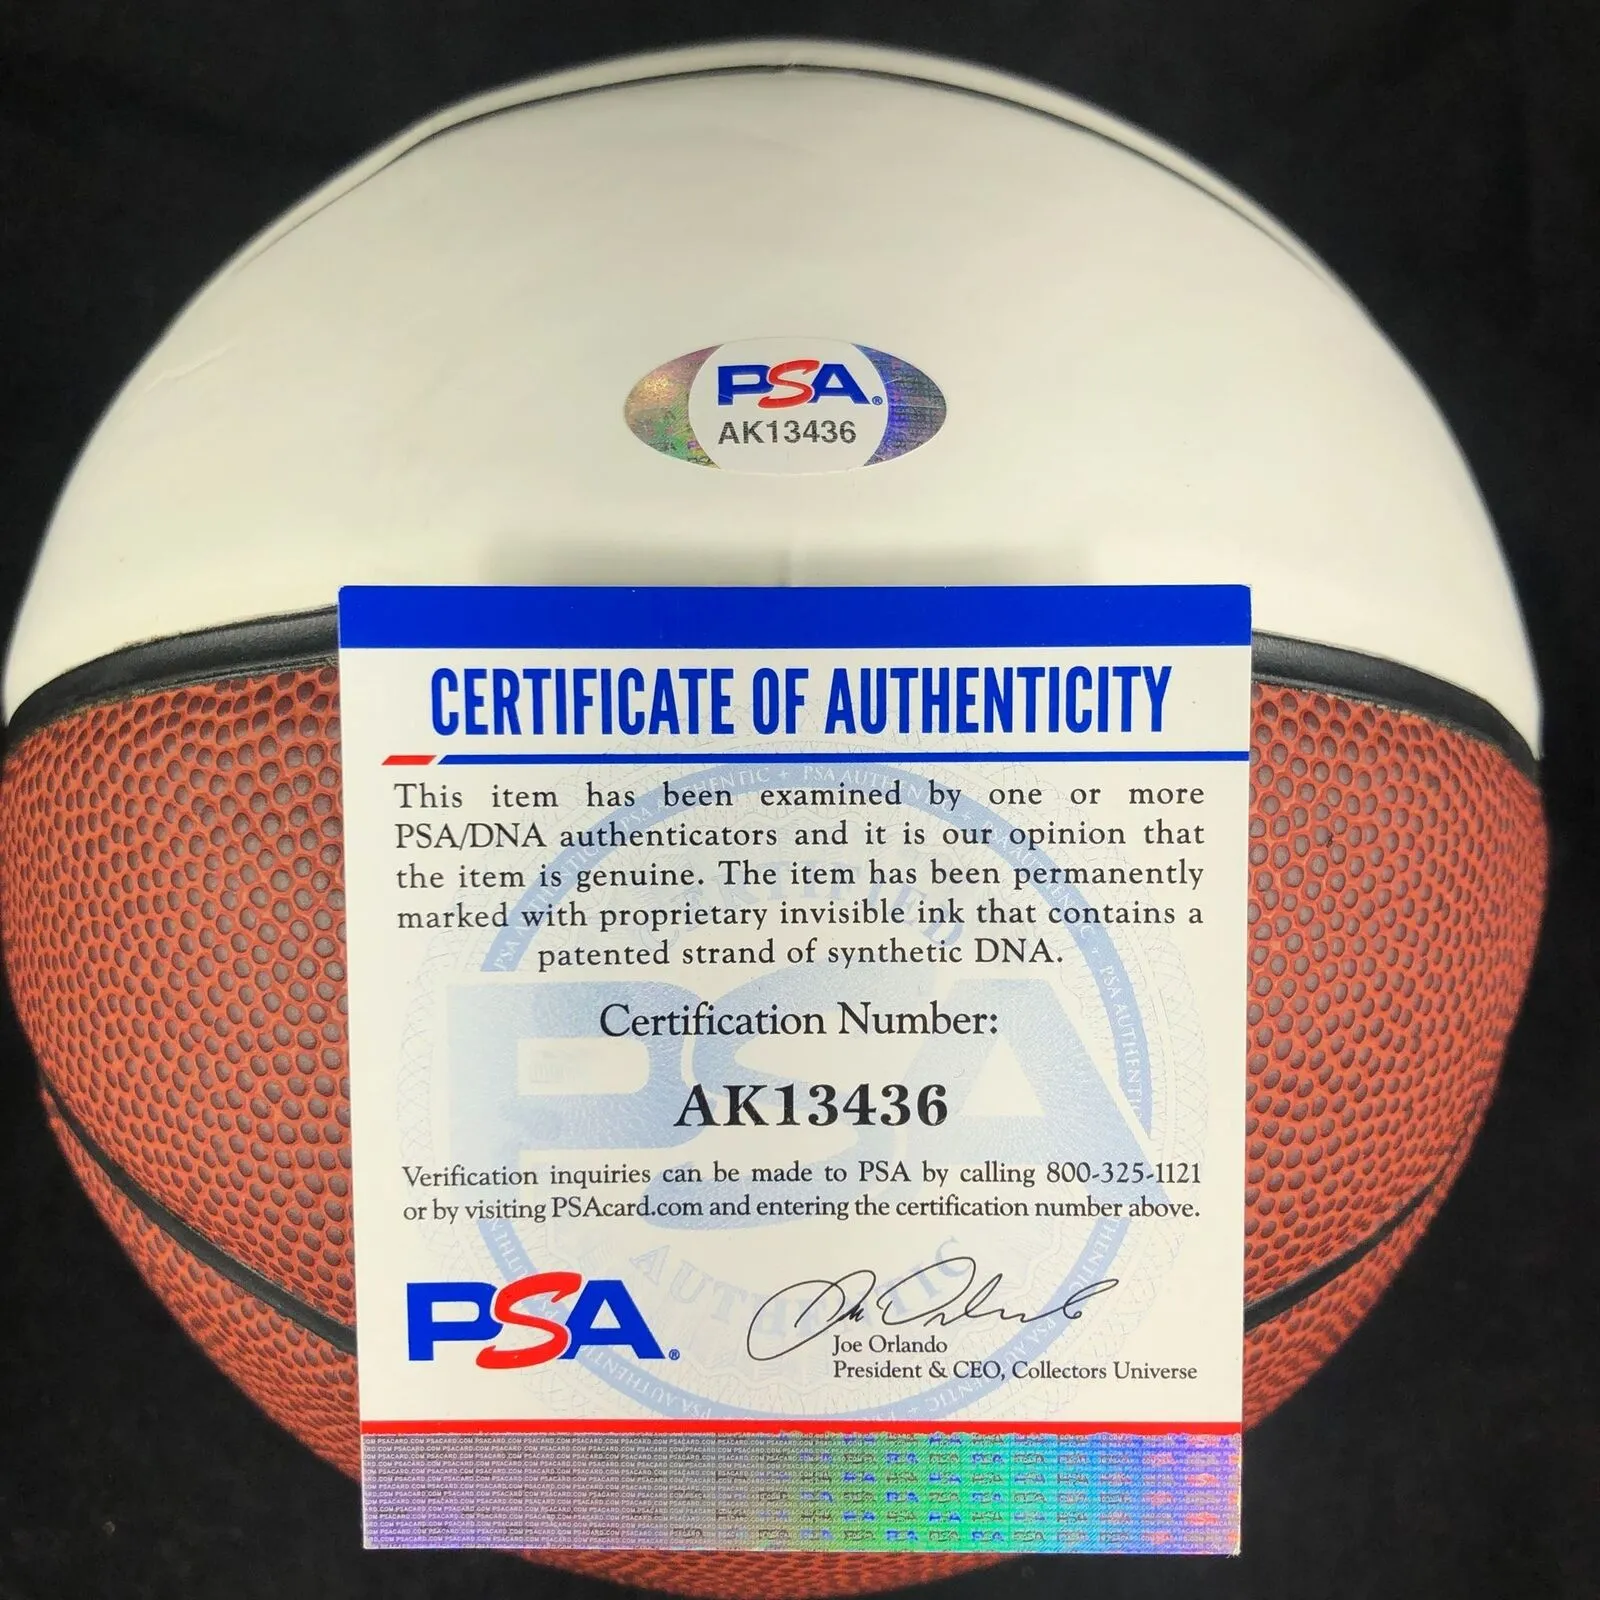 PSA®
AK13436
CERTIFICATE OF AUTHENTICITY
This item has been examined by one or more
PSA/DNA authenticators and it is our opinion that
the item is genuine. The item has been permanently
marked with proprietary invisible ink that contains a
patented strand of synthetic DNA.
Certification Number:
AK13436
Verification inquiries can be made to PSA by calling 800-325-1121
or by visiting PSAcard.com and entering the certification number above.
PSA®
Joe Orlando
President & CEO, Collectors Universe